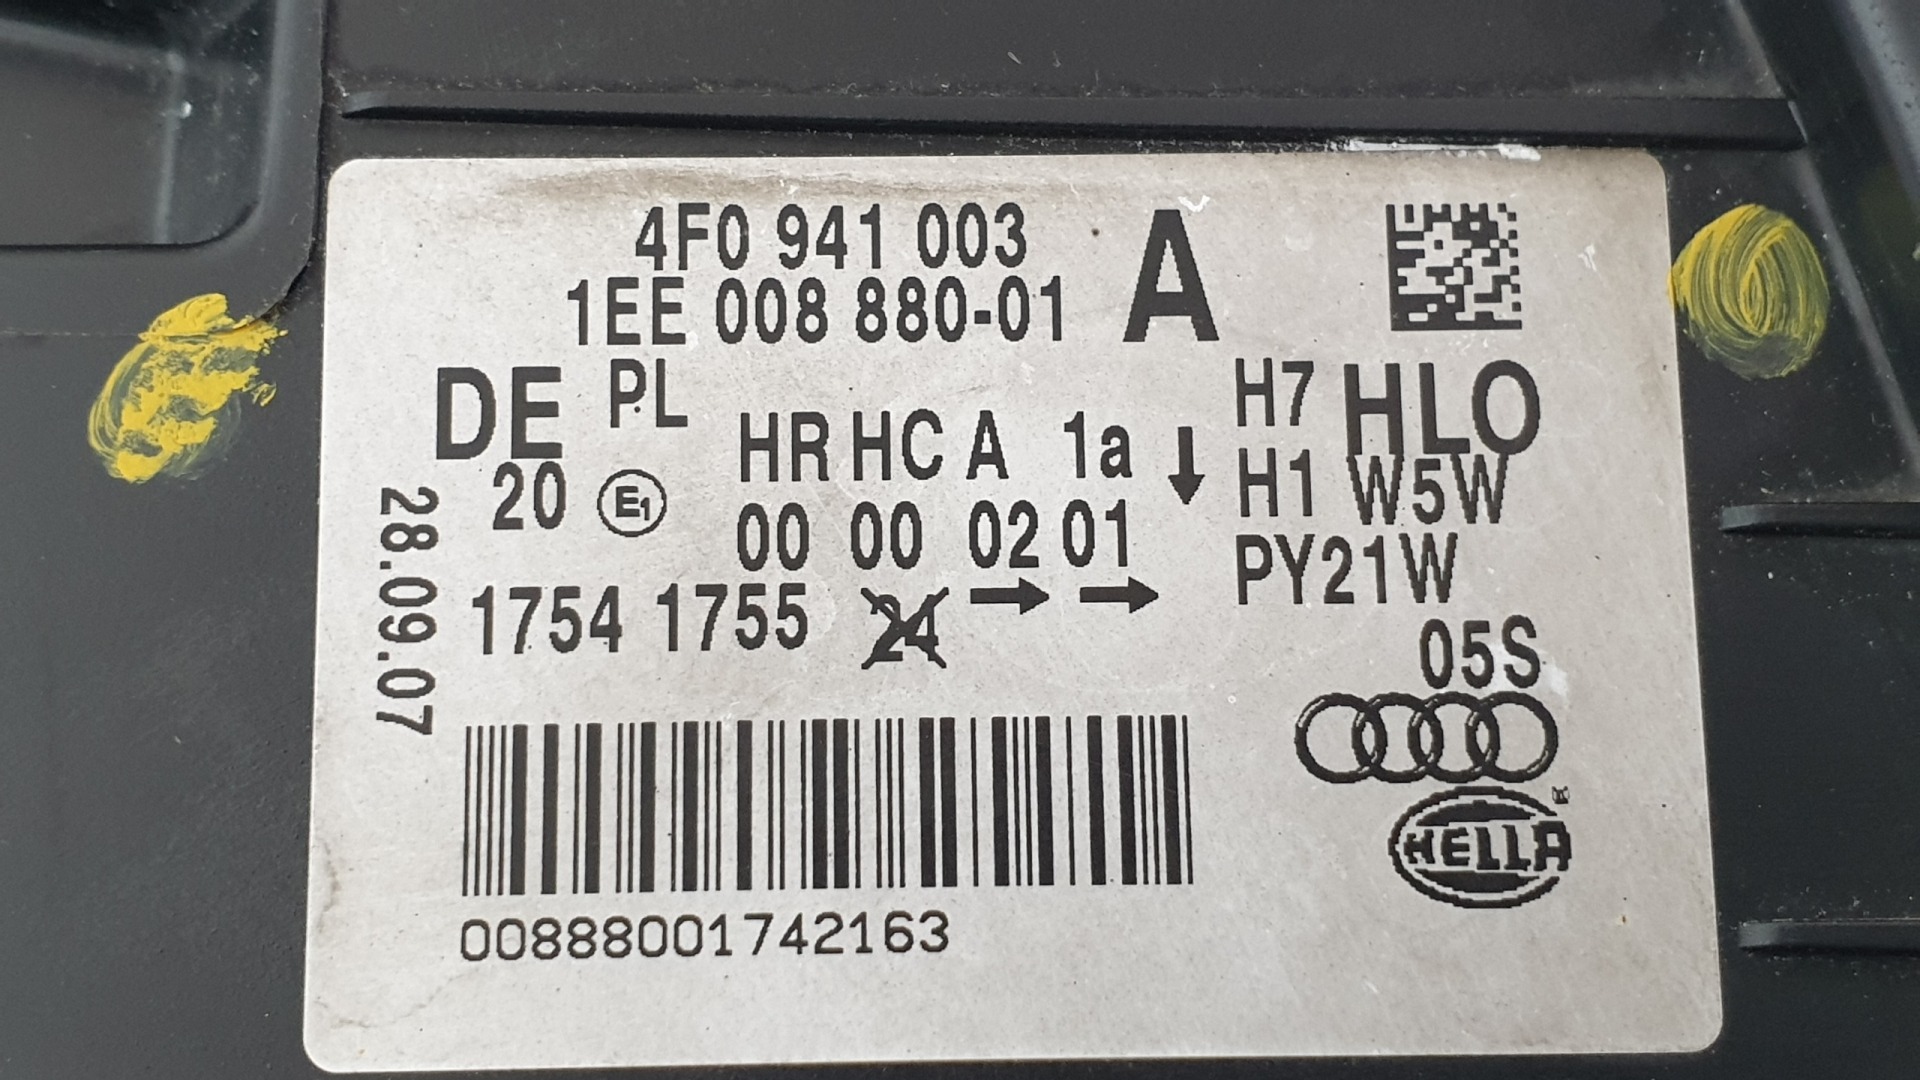 4F0 941 003 A
1EE 008 880-01
DE PL
20 E1
HR HC A 1a ↓
00 00 02 01
1754 1755 24 → →
H7 HLO
H1 W5W
PY21W
05S
HELLA
28.09.07
00888001742163